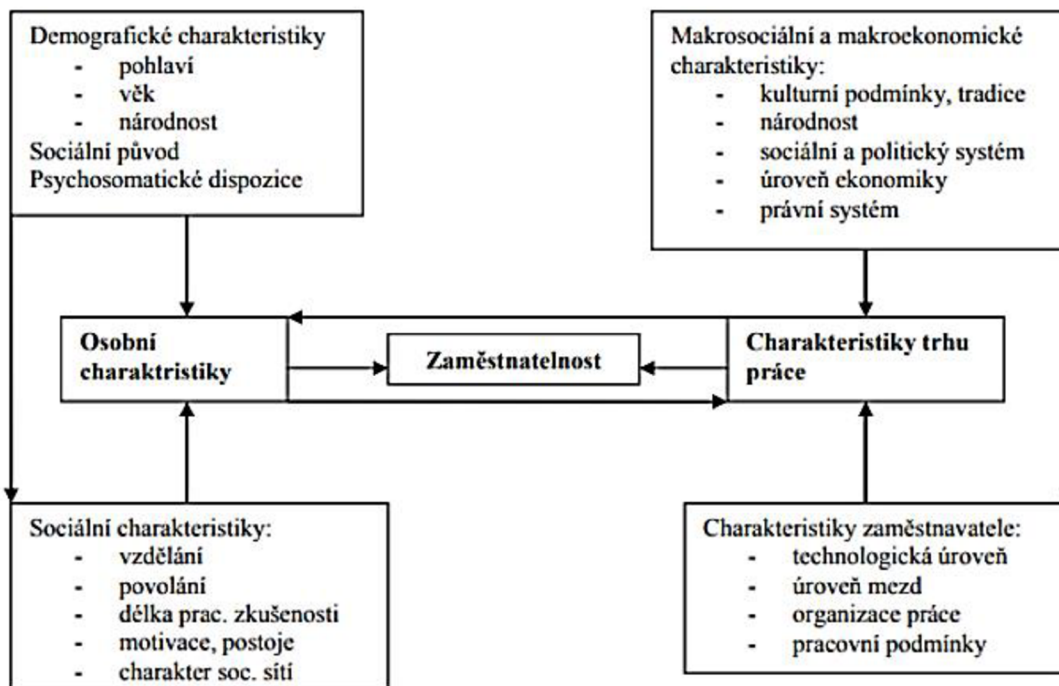 Demografické charakteristiky
- pohlaví
- věk
- národnost
Sociální původ
Psychosomatické dispozice
Makrosociální a makroekonomické
charakteristiky:
- kulturní podmínky, tradice
- národnost
- sociální a politický systém
- úroveň ekonomiky
- právní systém
Osobní
charaktristiky
Zaměstnatelnost
Charakteristiky trhu
práce
Sociální charakteristiky:
- vzdělání
- povolání
- délka prac. zkušenosti
- motivace, postoje
- charakter soc. sítí
Charakteristiky zaměstnavatele:
- technologická úroveň
- úroveň mezd
- organizace práce
- pracovní podmínky